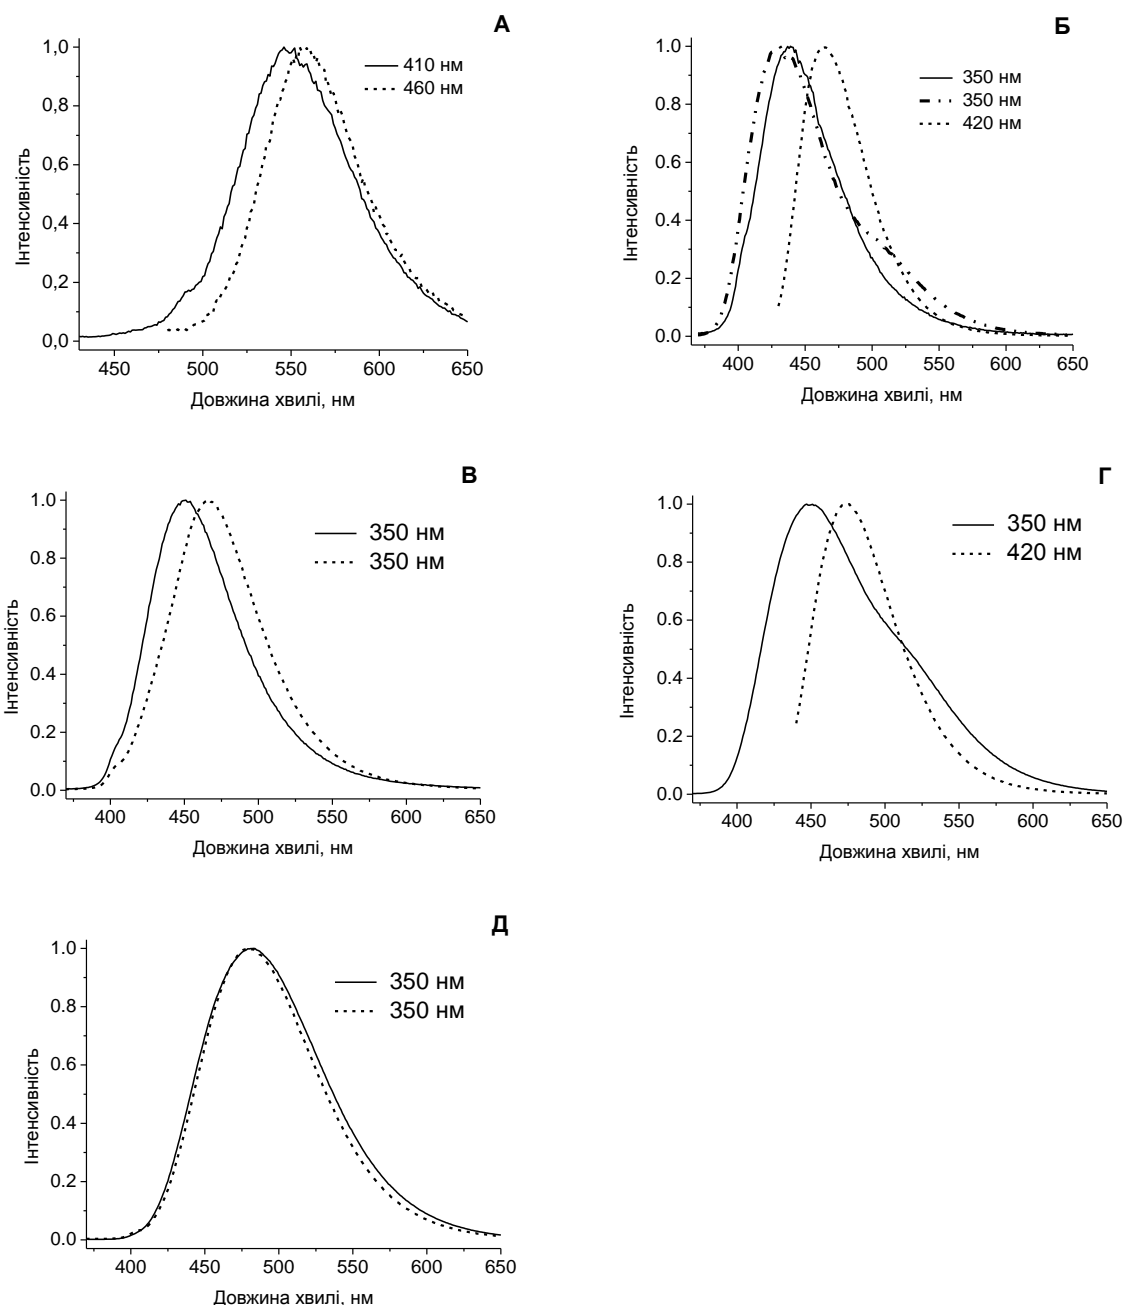 А
410 нм
460 нм
1,0
0,8
0,6
0,4
0,2
0,0
Інтенсивність
450 500 550 600 650
Довжина хвилі, нм
Б
350 нм
350 нм
420 нм
1.0
0.8
0.6
0.4
0.2
0.0
Інтенсивність
400 450 500 550 600 650
Довжина хвилі, нм
В
350 нм
350 нм
1.0
0.8
0.6
0.4
0.2
0.0
Інтенсивність
400 450 500 550 600 650
Довжина хвилі, нм
Г
350 нм
420 нм
1.0
0.8
0.6
0.4
0.2
0.0
Інтенсивність
400 450 500 550 600 650
Довжина хвилі, нм
Д
350 нм
350 нм
1.0
0.8
0.6
0.4
0.2
0.0
Інтенсивність
400 450 500 550 600 650
Довжина хвилі, нм